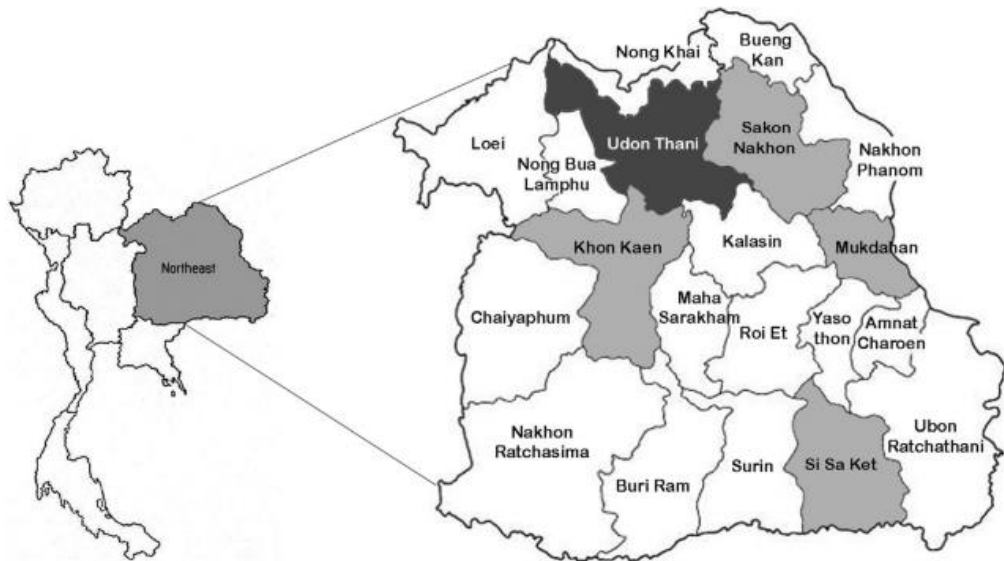 Northeast
Nong Khai
Bueng
Kan
Loei
Udon Thani
Sakon
Nakhon
Nakhon
Phanom
Nong Bua
Lamphu
Khon Kaen
Kalasin
Mukdahan
Chaiyaphum
Maha
Sarakham
Roi Et
Yaso
thon
Amnat
Charoen
Nakhon
Ratchasima
Buri Ram
Surin
Si Sa Ket
Ubon
Ratchathani